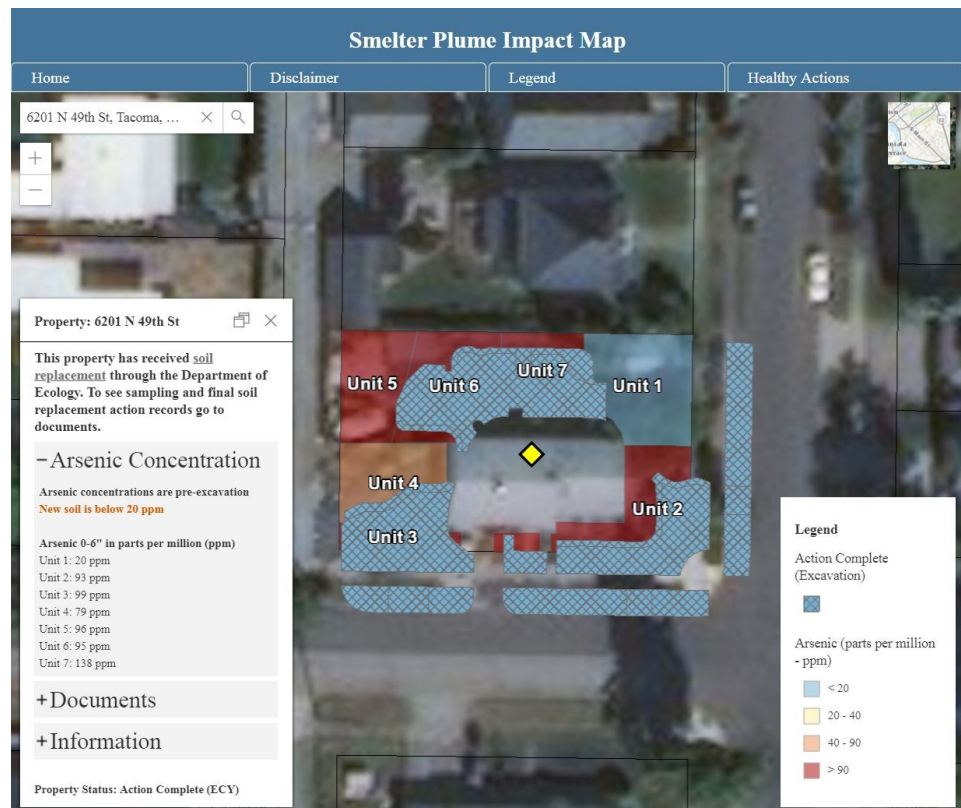 Smelter Plume Impact Map
Home
Disclaimer
Legend
Healthy Actions
6201 N 49th St, Tacoma, ...
Property: 6201 N 49th St
This property has received soil
replacement through the Department of
Ecology. To see sampling and final soil
replacement action records go to
documents.
−Arsenic Concentration
Arsenic concentrations are pre-excavation
New soil is below 20 ppm
Arsenic 0-6" in parts per million (ppm)
Unit 1: 20 ppm
Unit 2: 93 ppm
Unit 3: 99 ppm
Unit 4: 79 ppm
Unit 5: 96 ppm
Unit 6: 95 ppm
Unit 7: 138 ppm
+Documents
+Information
Property Status: Action Complete (ECY)
Unit 5
Unit 6
Unit 7
Unit 1
Unit 4
Unit 3
Unit 2
Legend
Action Complete
(Excavation)
Arsenic (parts per million
- ppm)
< 20
20 - 40
40 - 90
> 90